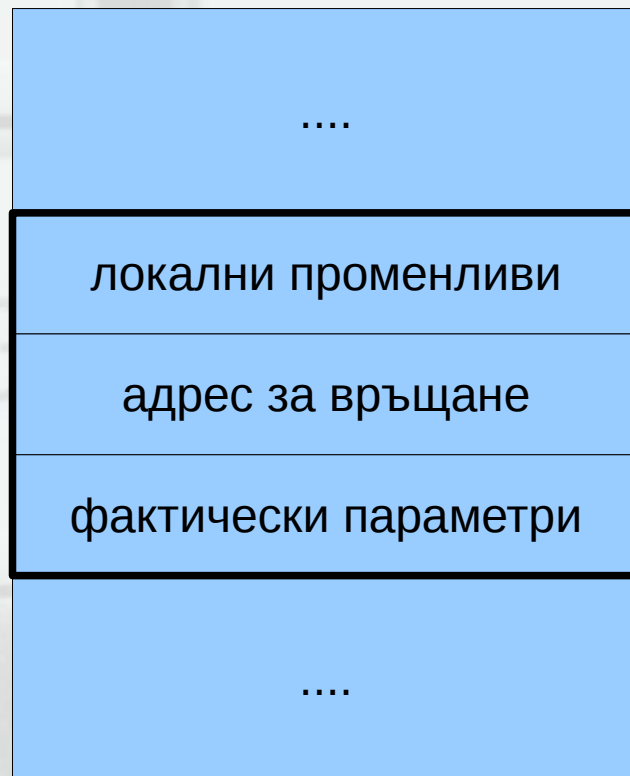 ....
локални променливи
адрес за връщане
фактически параметри
....